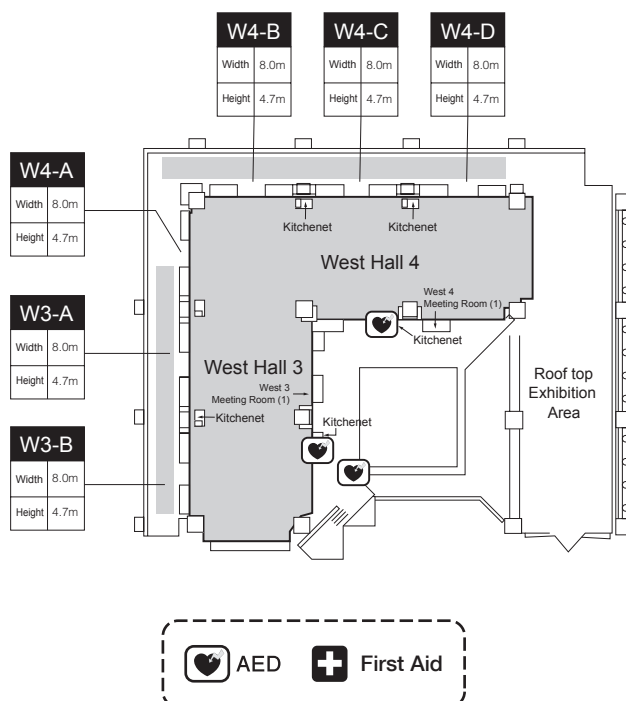 W4-B
Width 8.0m
Height 4.7m
W4-C
Width 8.0m
Height 4.7m
W4-D
Width 8.0m
Height 4.7m
W4-A
Width 8.0m
Height 4.7m
Kitchenet
Kitchenet
West Hall 4
West 4
Meeting Room (1)
Kitchenet
W3-A
Width 8.0m
Height 4.7m
West Hall 3
West 3
Meeting Room (1)
Kitchenet
Kitchenet
Roof top
Exhibition
Area
W3-B
Width 8.0m
Height 4.7m
AED
First Aid